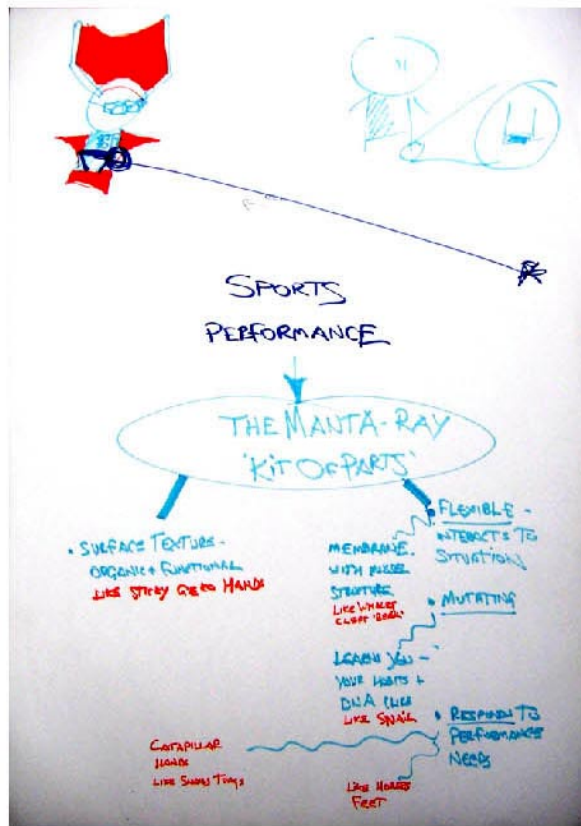 SPORTS
PERFORMANCE
THE MANTA-RAY
'KIT OF PARTS'
• SURFACE TEXTURE -
ORGANIC + FUNCTIONAL
LIKE STICKY GECKO HANDS
• FLEXIBLE -
INTERACTS TO
SITUATION
MEMBRANE
WITH
STRUCTURE
LIKE
• MUTATING
LEARN YOU -
YOUR HABITS +
DNA
LIKE SNAIL
• RESPONDS TO
PERFORMANCE
NEEDS
CATAPILLAR
HANDS
LIKE
LIKE HORSES
FEET